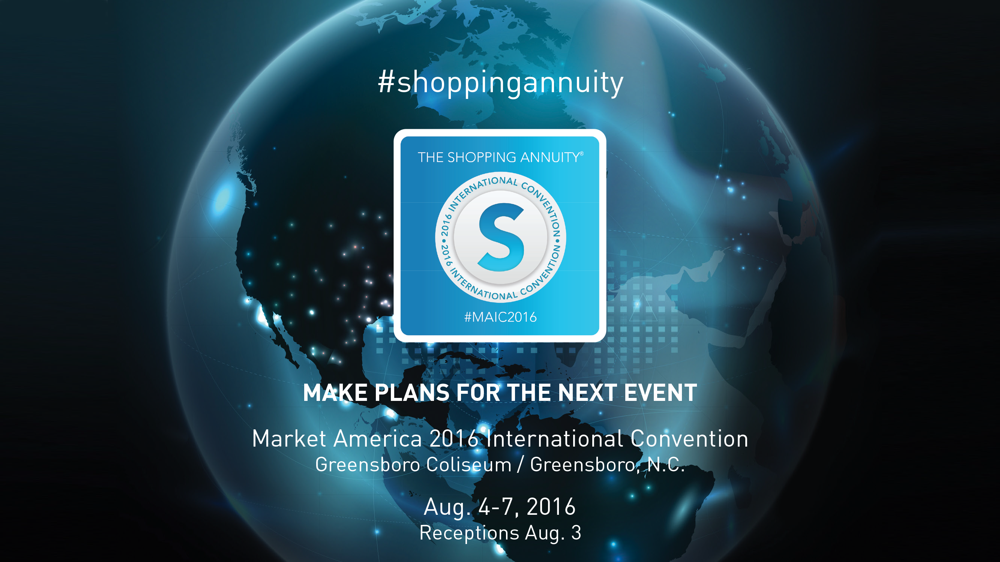 #shoppingannuity
THE SHOPPING ANNUITY®
• 2016 INTERNATIONAL CONVENTION •
2016 INTERNATIONAL CONVENTION
S
#MAIC2016
MAKE PLANS FOR THE NEXT EVENT
Market America 2016 International Convention
Greensboro Coliseum / Greensboro, N.C.
Aug. 4-7, 2016
Receptions Aug. 3